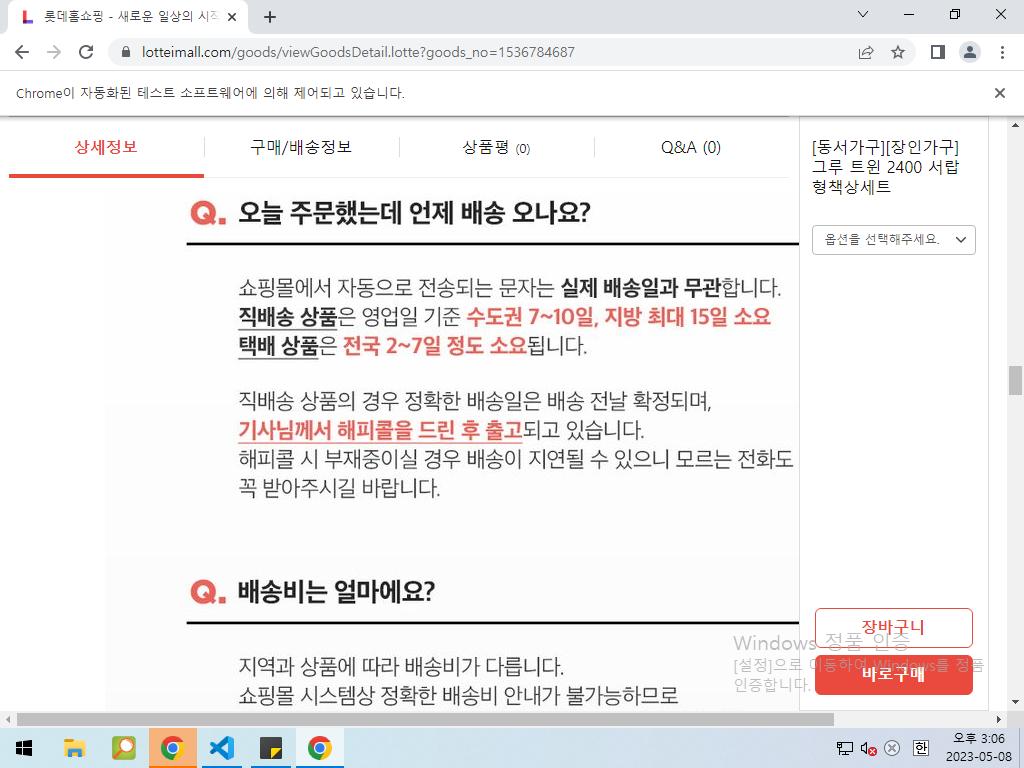 롯데홈쇼핑 - 새로운 일상의 시작
lotteimall.com/goods/viewGoodsDetail.lotte?goods_no=1536784687
Chrome이 자동화된 테스트 소프트웨어에 의해 제어되고 있습니다.
상세정보
구매/배송정보
상품평 (0)
Q&A (0)
[동서가구][장인가구]
그루 트윈 2400 서랍
형책상세트
옵션을 선택해주세요.
Q. 오늘 주문했는데 언제 배송 오나요?
쇼핑몰에서 자동으로 전송되는 문자는 실제 배송일과 무관합니다.
직배송 상품은 영업일 기준 수도권 7~10일, 지방 최대 15일 소요
택배 상품은 전국 2~7일 정도 소요됩니다.
직배송 상품의 경우 정확한 배송일은 배송 전날 확정되며,
기사님께서 해피콜을 드린 후 출고되고 있습니다.
해피콜 시 부재중이실 경우 배송이 지연될 수 있으니 모르는 전화도
꼭 받아주시길 바랍니다.
Q. 배송비는 얼마에요?
지역과 상품에 따라 배송비가 다릅니다.
쇼핑몰 시스템상 정확한 배송비 안내가 불가능하므로
장바구니
바로구매
Windows 정품 인증
[설정]으로 이동하여 Windows를 정품
인증합니다.
한
오후 3:06
2023-05-08